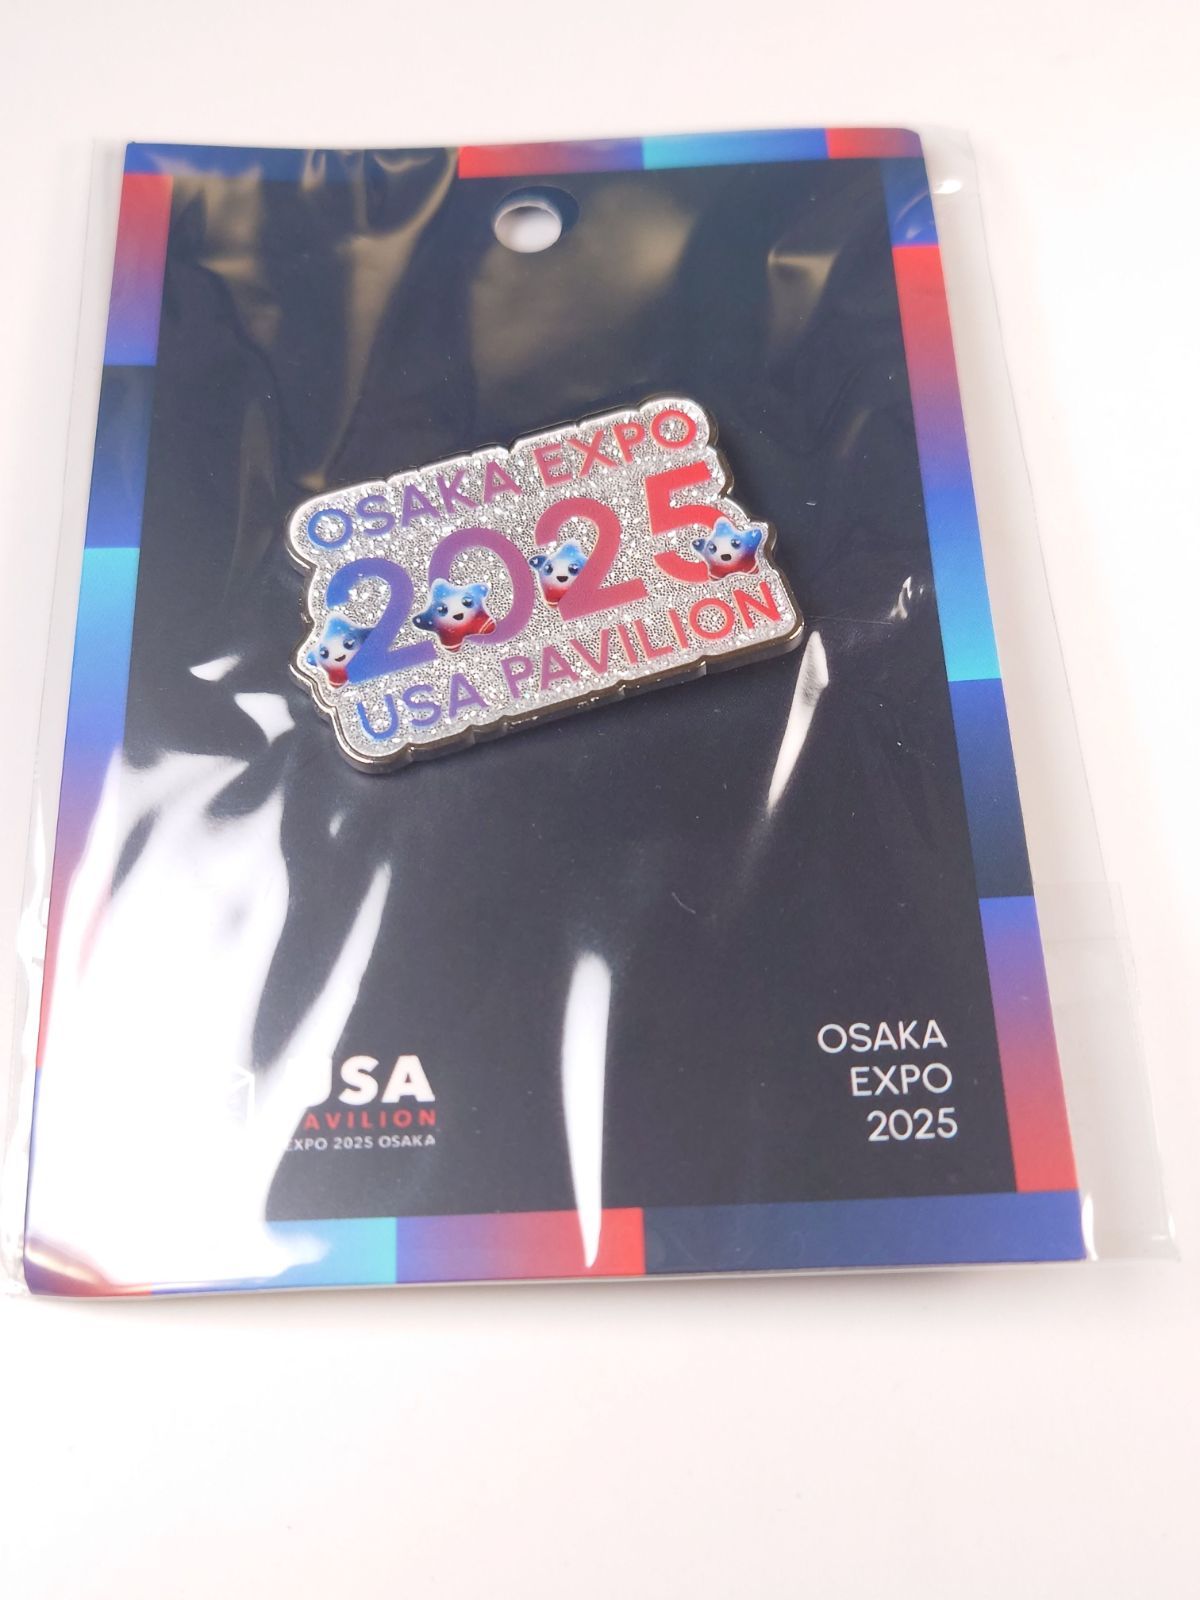 OSAKA EXPO
2025
USA PAVILION
USA
PAVILION
EXPO 2025 OSAKA
OSAKA
EXPO
2025